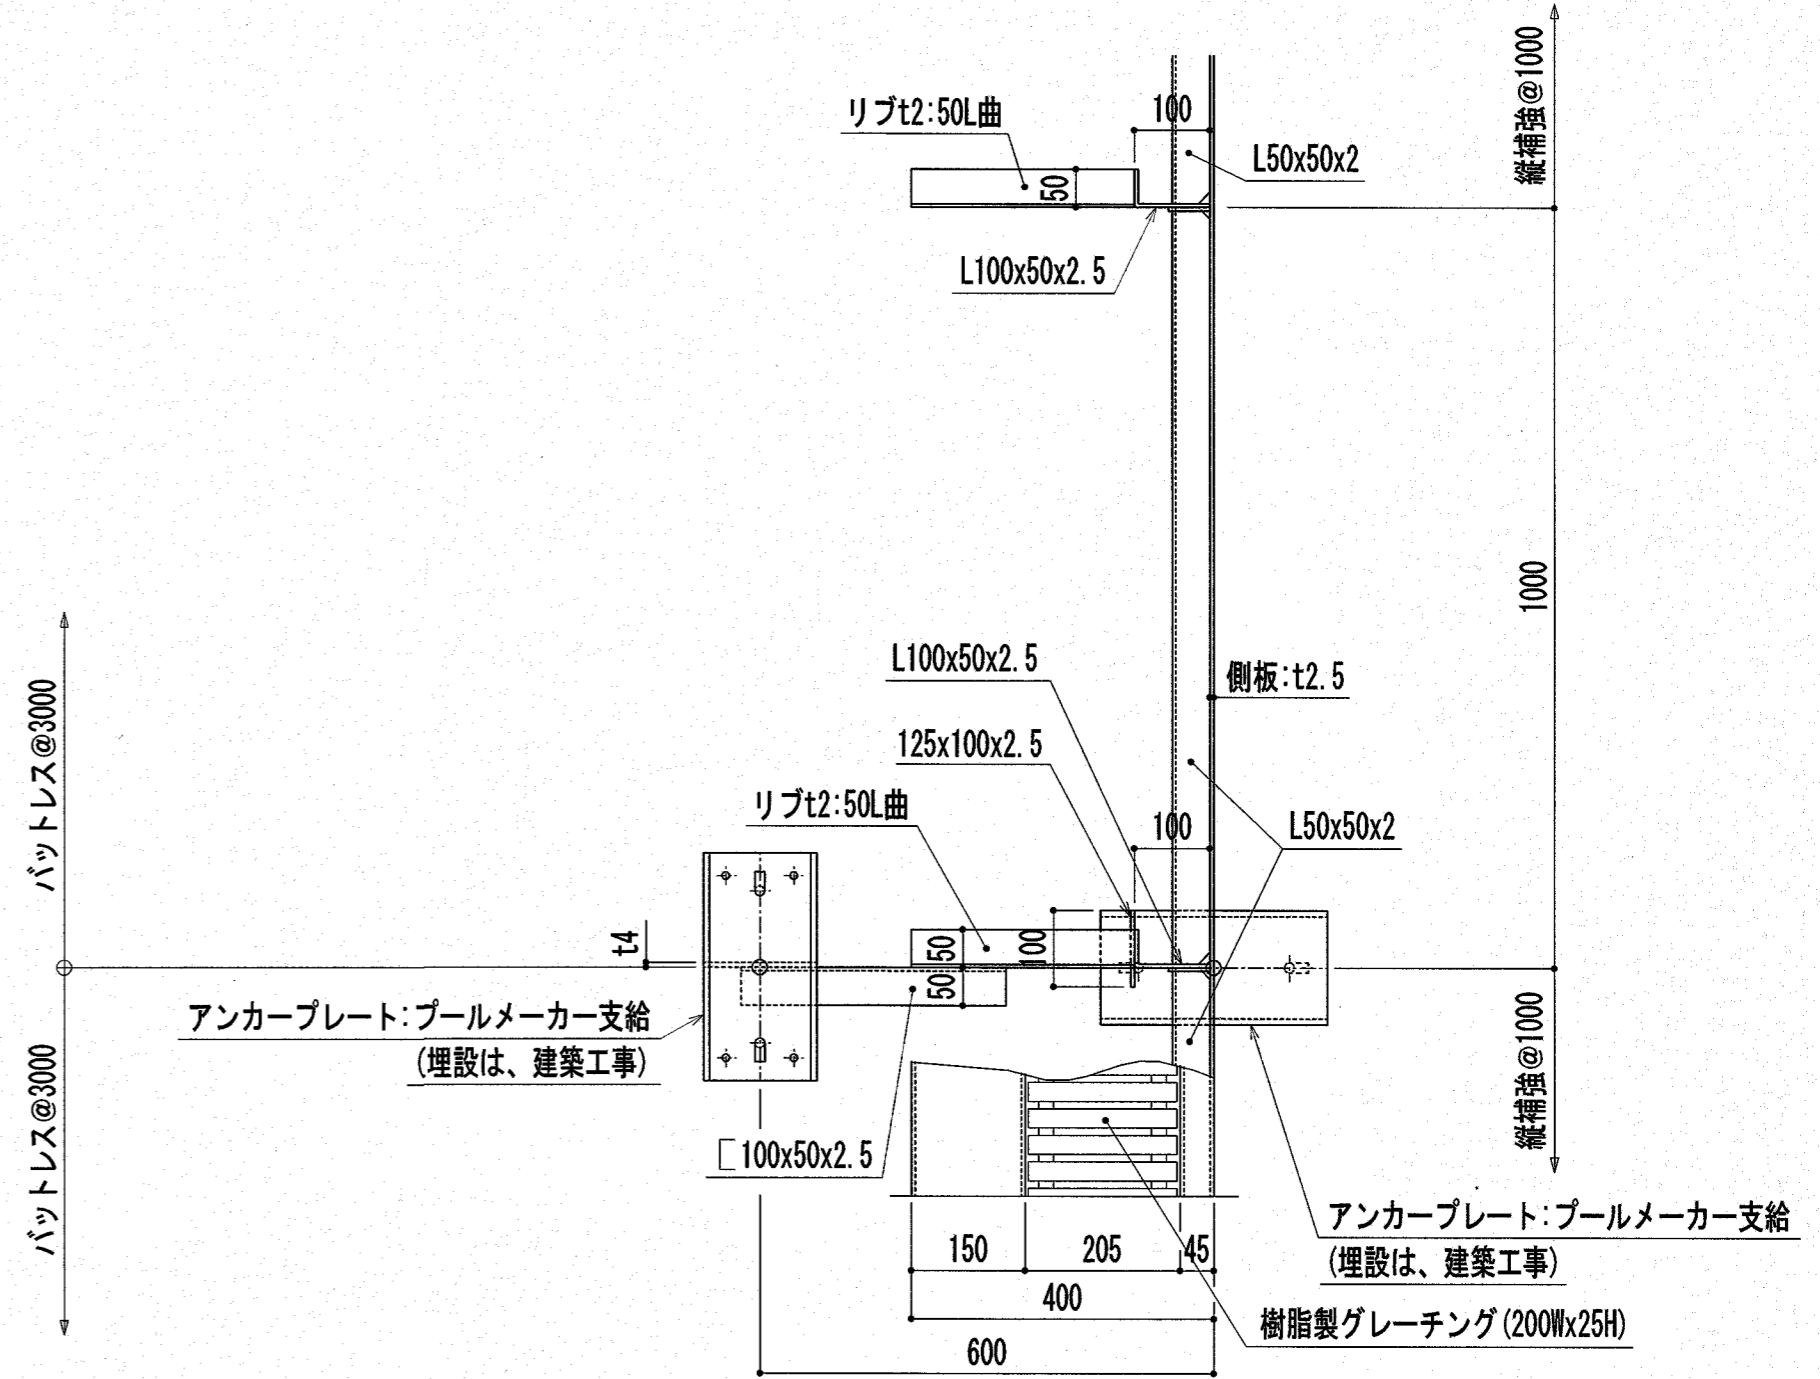 縦補強@1000
リブt2:50L曲
100
L50x50x2
50
L100x50x2.5
1000
L100x50x2.5
側板:t2.5
125x100x2.5
バットレス@3000
リブt2:50L曲
100
L50x50x2
t4
50
100
50
アンカープレート:プールメーカー支給
(埋設は、建築工事)
縦補強@1000
バットレス@3000
[100x50x2.5
アンカープレート:プールメーカー支給
(埋設は、建築工事)
150
205
45
400
樹脂製グレーチング(200Wx25H)
600